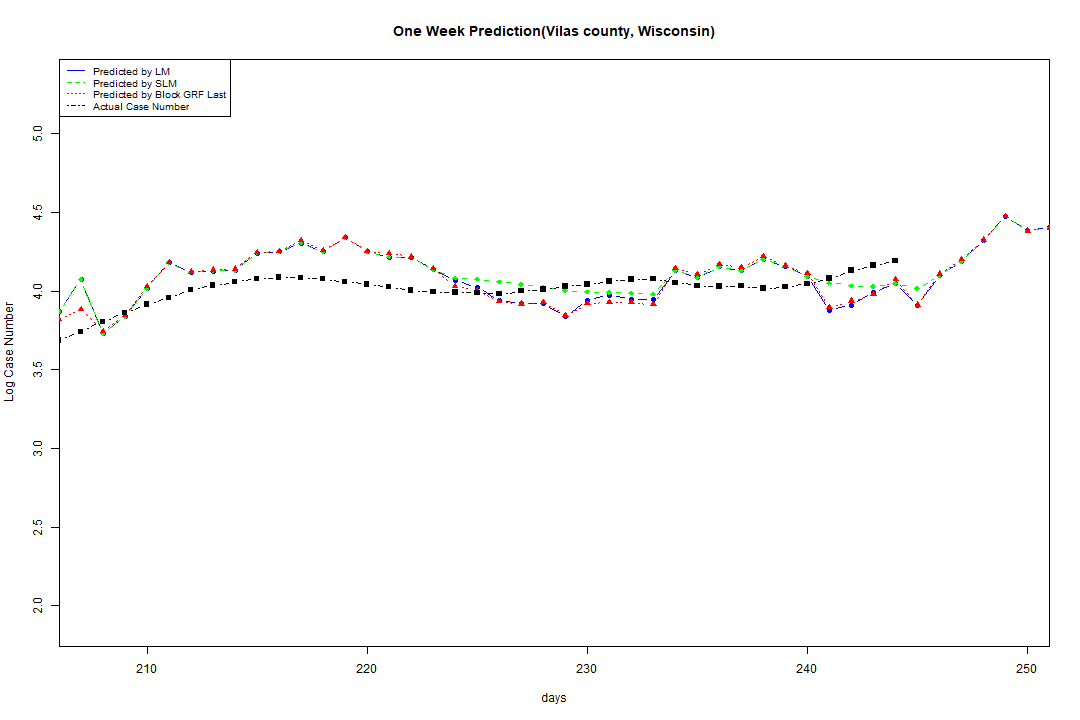 One Week Prediction(Vilas county, Wisconsin)
Predicted by LM
Predicted by SLM
Predicted by Block GRF Last
Actual Case Number
5.0
4.5
4.0
3.5
3.0
2.5
2.0
Log Case Number
210 220 230 240 250
days